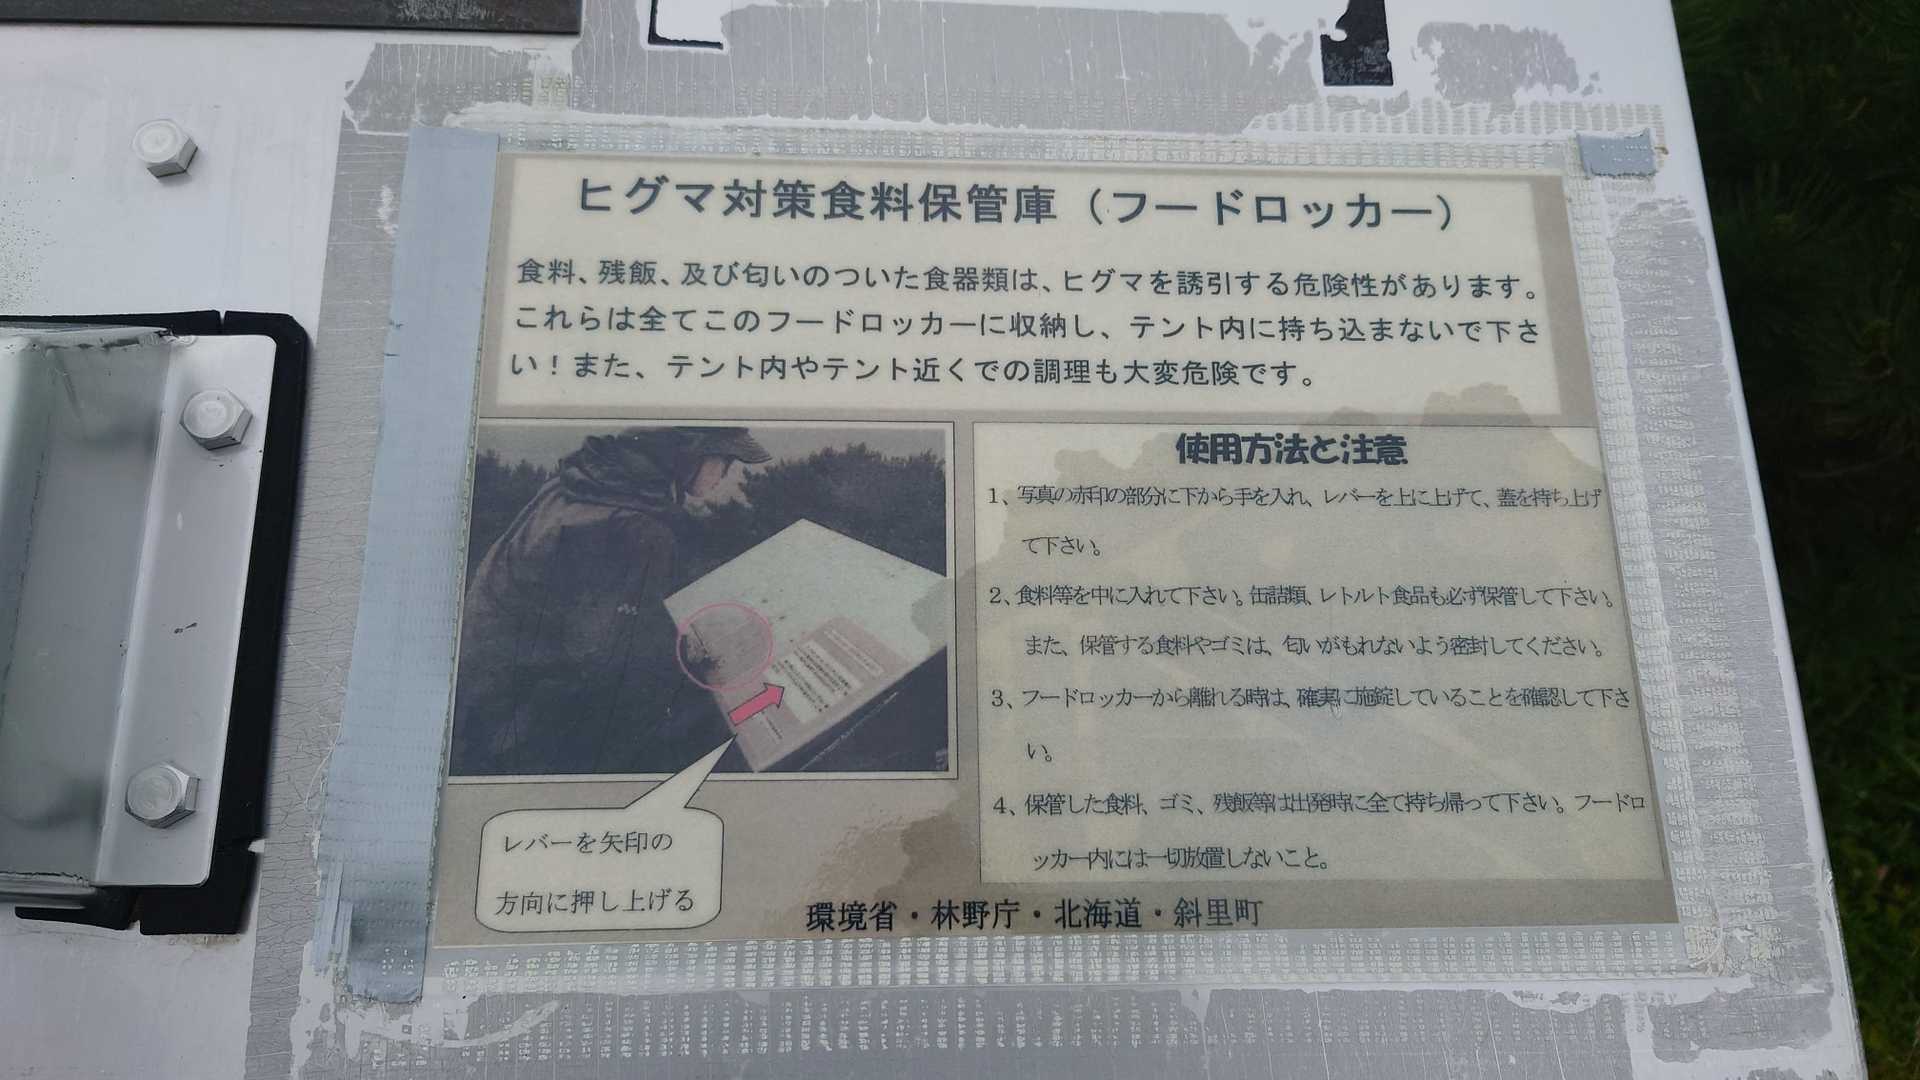 ヒグマ対策食料保管庫（フードロッカー）
食料、残飯、及び匂いのついた食器類は、ヒグマを誘引する危険性があります。
これらは全てこのフードロッカーに収納し、テント内に持ち込まないで下さ
い！また、テント内やテント近くでの調理も大変危険です。
使用方法と注意
1、写真の赤印の部分に下から手を入れ、レバーを上に上げて、蓋を持ち上げ
て下さい。
2、食料等を中に入れて下さい。缶詰類、レトルト食品も必ず保管して下さい。
また、保管する食料やゴミは、匂いがもれないよう密封してください。
3、フードロッカーから離れる時は、確実に施錠していることを確認して下さ
い。
4、保管した食料、ゴミ、残飯等は出発時に全て持ち帰って下さい。フードロ
ッカー内には一切放置しないこと。
レバーを矢印の
方向に押し上げる
環境省・林野庁・北海道・斜里町